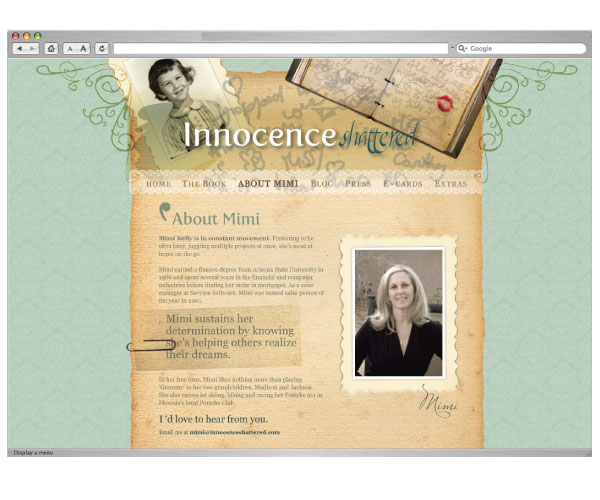 A A
Google
Innocence shattered
HOME THE BOOK ABOUT MIMI BLOG PRESS E-CARDS EXTRAS
About Mimi
Mimi Kelly is in constant movement. Preferring to be
ultra busy, juggling multiple projects at once, she's most at
home on the go.
Mimi earned a finance degree from Arizona State University in
1986 and spent several years in the financial and computer
industries before finding her niche in mortgages. As a sales
manager at Survion Software, Mimi was named sales person of
the year in 2001.
Mimi sustains her
determination by knowing
she's helping others realize
their dreams.
In her free time, Mimi likes nothing more than playing
to her two grandchildren, Madison and Jackson.
She also enjoys jet skiing, hiking and racing her Porsche 911 in
Phoenix's local Porsche Club.
Mimi
I'd love to hear from you.
Email me at mimi@innocenceshattered.com
Display a menu